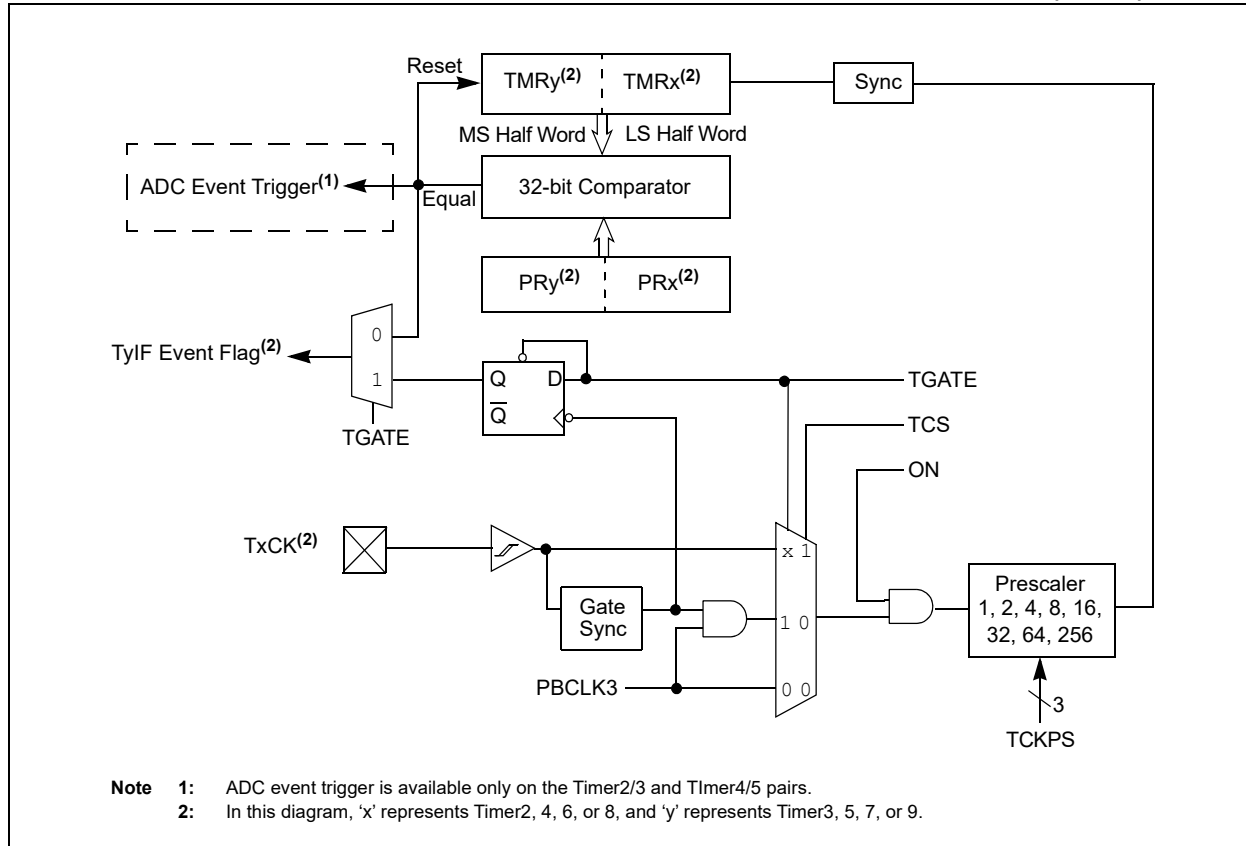 Reset
TMRy(2) TMRx(2)
Sync
MS Half Word LS Half Word
ADC Event Trigger(1)
Equal
32-bit Comparator
PRy(2) PRx(2)
0
TyIF Event Flag(2)
1
TGATE
Q D
Q
TGATE
TCS
ON
TxCK(2)
x 1
Gate
Sync
1 0
Prescaler
1, 2, 4, 8, 16,
32, 64, 256
PBCLK3
0 0
3
TCKPS
Note 1: ADC event trigger is available only on the Timer2/3 and TImer4/5 pairs.
2: In this diagram, ‘x’ represents Timer2, 4, 6, or 8, and ‘y’ represents Timer3, 5, 7, or 9.